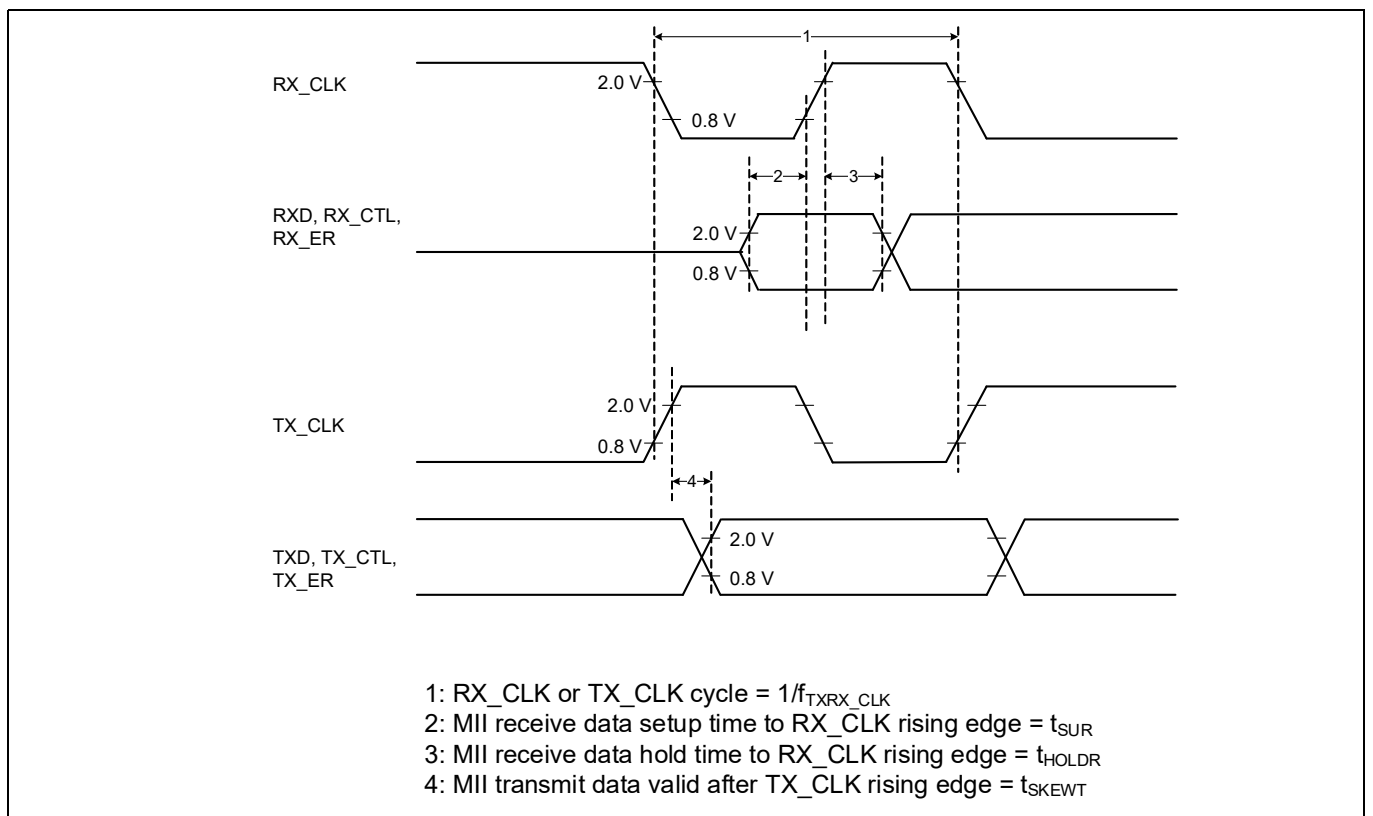 1
RX_CLK
2.0 V
0.8 V
2
3
RXD, RX_CTL,
RX_ER
2.0 V
0.8 V
TX_CLK
2.0 V
0.8 V
4
TXD, TX_CTL,
TX_ER
2.0 V
0.8 V
1: RX_CLK or TX_CLK cycle = 1/fTXRX_CLK
2: MII receive data setup time to RX_CLK rising edge = tSUR
3: MII receive data hold time to RX_CLK rising edge = tHOLDR
4: MII transmit data valid after TX_CLK rising edge = tSKEWT